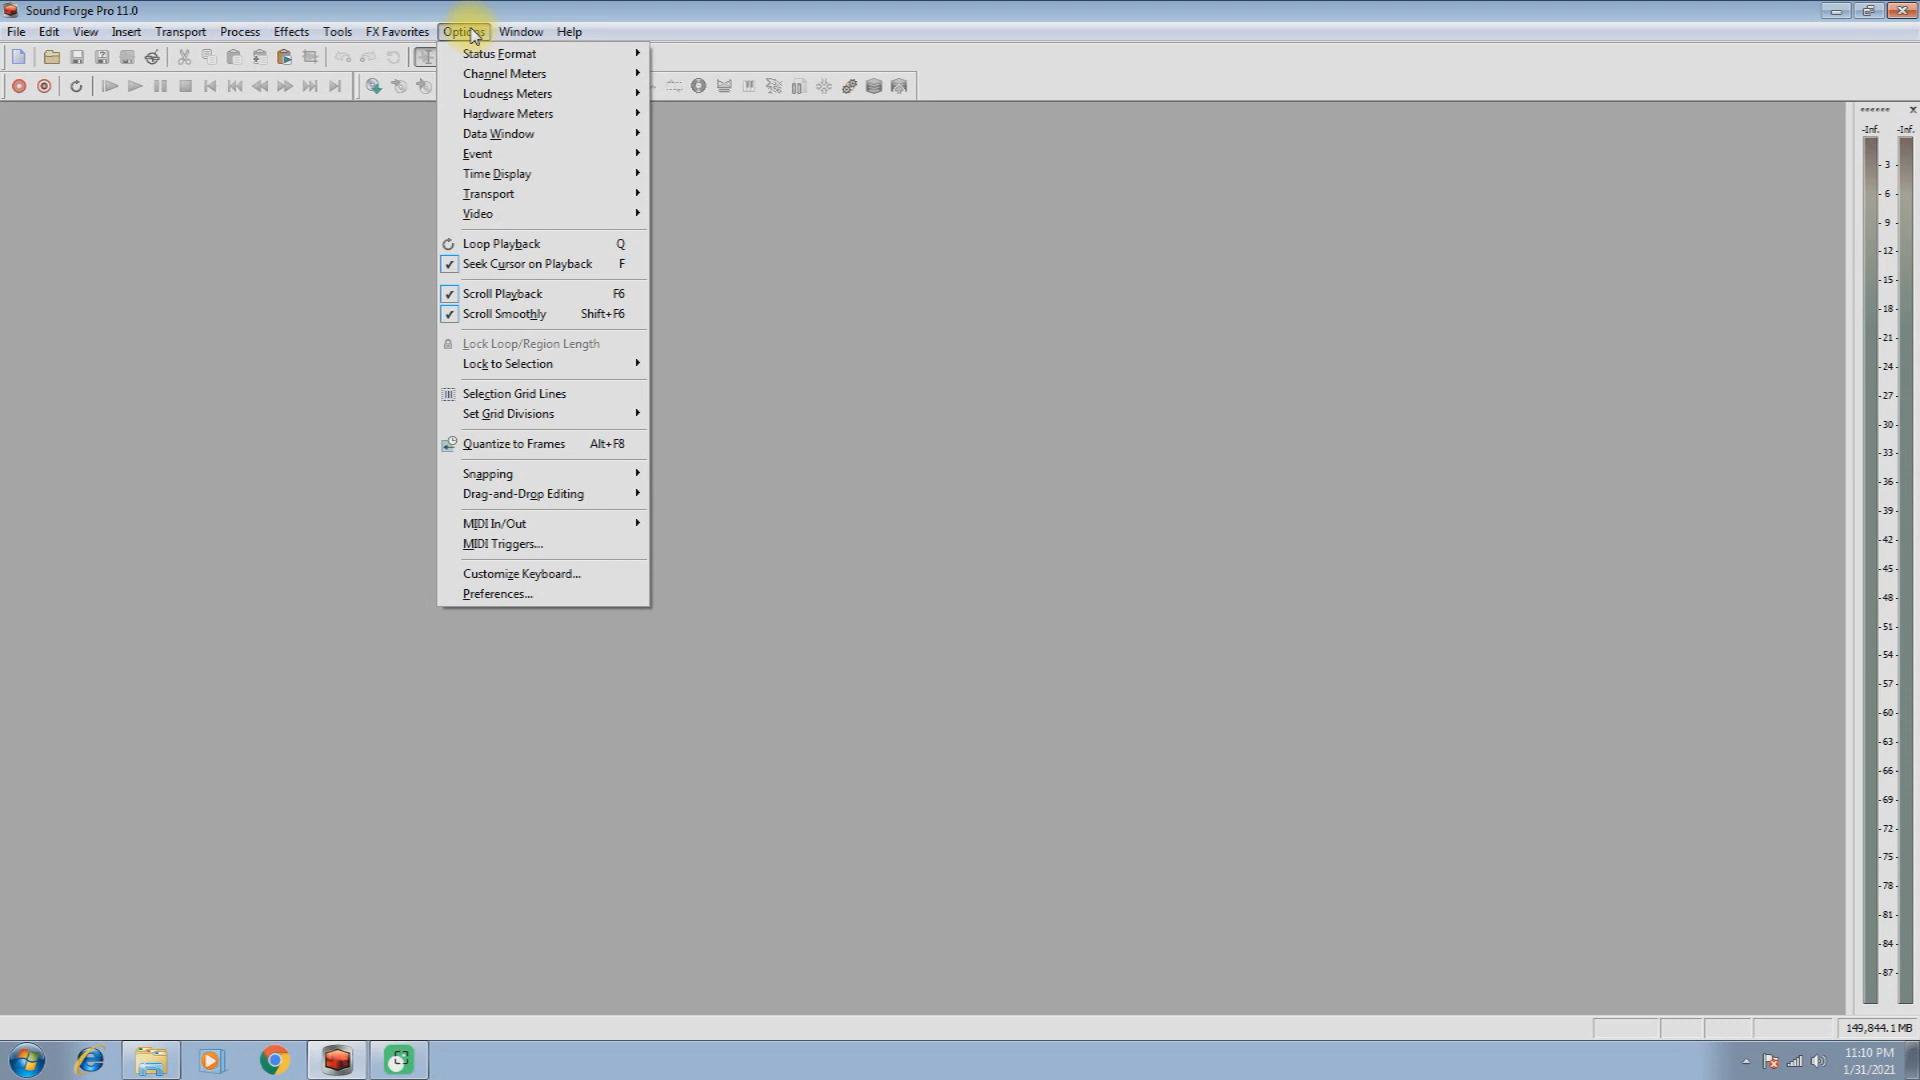 Sound Forge Pro 11.0
File Edit View Insert Transport Process Effects Tools FX Favorites Options Window Help
Status Format
Channel Meters
Loudness Meters
Hardware Meters
Data Window
Event
Time Display
Transport
Video
Loop Playback Q
Seek Cursor on Playback F
Scroll Playback F6
Scroll Smoothly Shift+F6
Lock Loop/Region Length
Lock to Selection
Selection Grid Lines
Set Grid Divisions
Quantize to Frames Alt+F8
Snapping
Drag-and-Drop Editing
MIDI In/Out
MIDI Triggers...
Customize Keyboard...
Preferences...
-Inf. -Inf.
- 3 -
- 6 -
- 9 -
-12-
-15-
-18-
-21-
-24-
-27-
-30-
-33-
-36-
-39-
-42-
-45-
-48-
-51-
-54-
-57-
-60-
-63-
-66-
-69-
-72-
-75-
-78-
-81-
-84-
-87-
149,844.1 MB
11:10 PM
1/31/2021